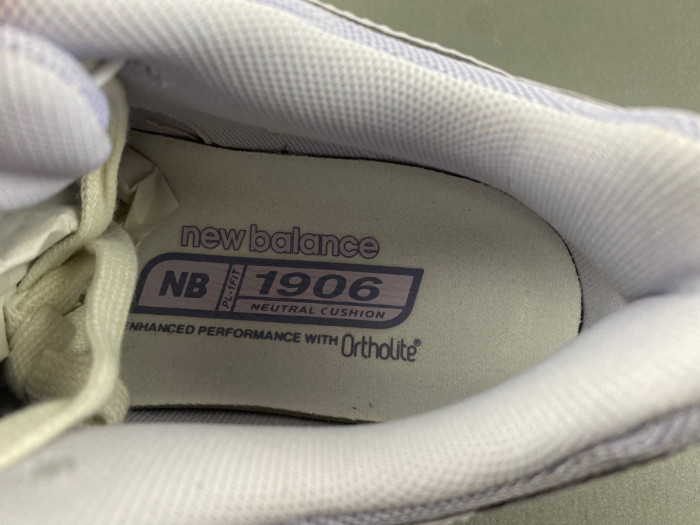 new balance
NB PL-1FIT 1906
NEUTRAL CUSHION
ENHANCED PERFORMANCE WITH Ortholite®